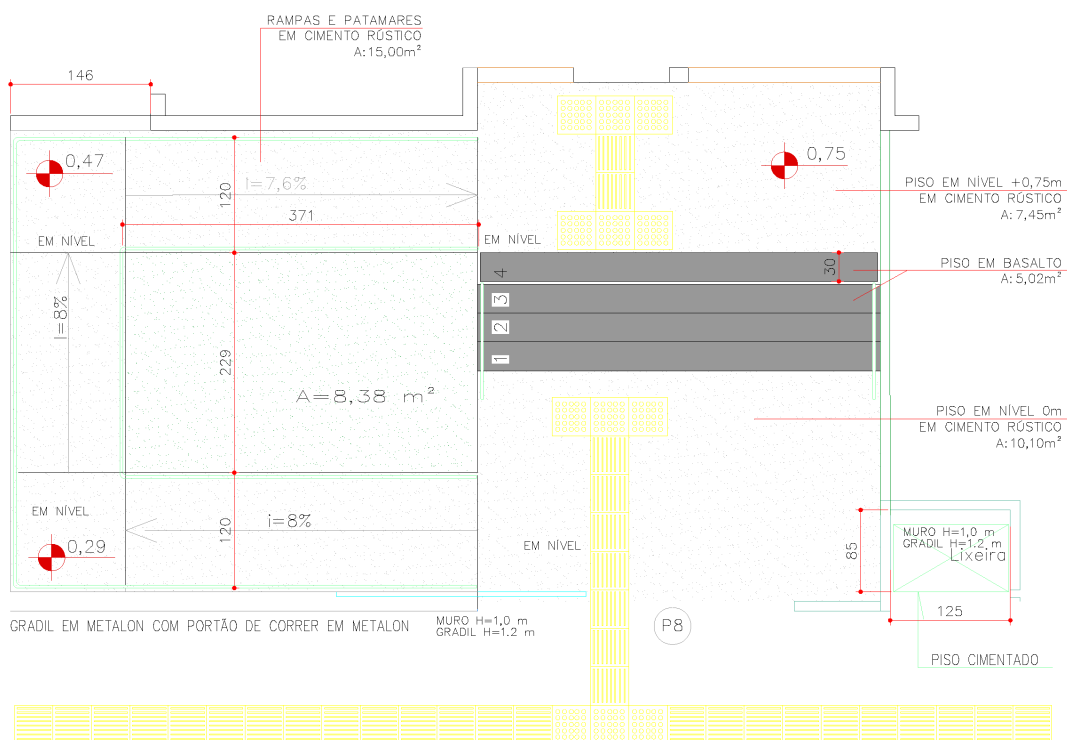 RAMPAS E PATAMARES
EM CIMENTO RÚSTICO
A:15,00m²
146
0,47
0,75
120
I=7,6%
371
EM NÍVEL
EM NÍVEL
PISO EM NÍVEL +0,75m
EM CIMENTO RÚSTICO
A: 7,45m²
PISO EM BASALTO
A:5,02m²
30
4
3
2
1
I=8%
229
A=8,38 m²
PISO EM NÍVEL 0m
EM CIMENTO RÚSTICO
A:10,10m²
EM NÍVEL
120
i=8%
0,29
EM NÍVEL
85
MURO H=1,0 m
GRADIL H=1.2 m
Lixeira
125
GRADIL EM METALON COM PORTÃO DE CORRER EM METALON
MURO H=1,0 m
GRADIL H=1.2 m
P8
PISO CIMENTADO